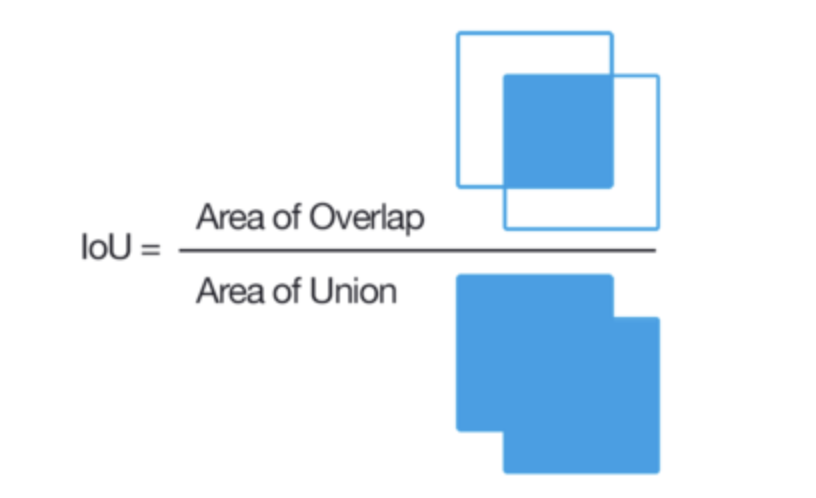 Area of Overlap
IoU =
Area of Union